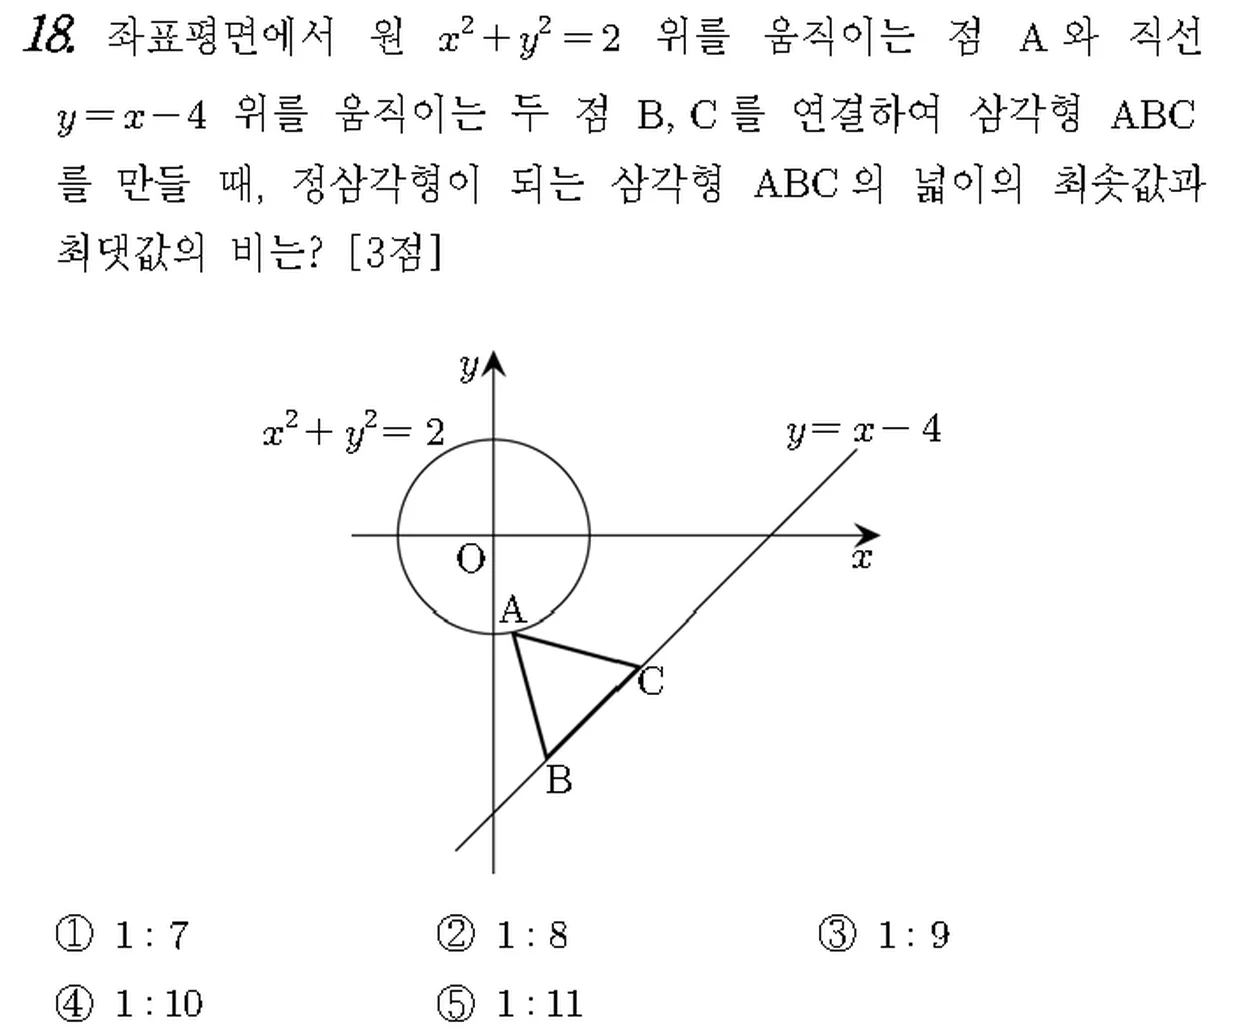 18. 좌표평면에서 원 x²+y²=2 위를 움직이는 점 A와 직선
y=x-4 위를 움직이는 두 점 B, C를 연결하여 삼각형 ABC
를 만들 때, 정삼각형이 되는 삼각형 ABC의 넓이의 최솟값과
최댓값의 비는? [3점]
y
x²+y²=2
y=x-4
O
x
A
C
B
① 1:7 ② 1:8 ③ 1:9
④ 1:10 ⑤ 1:11